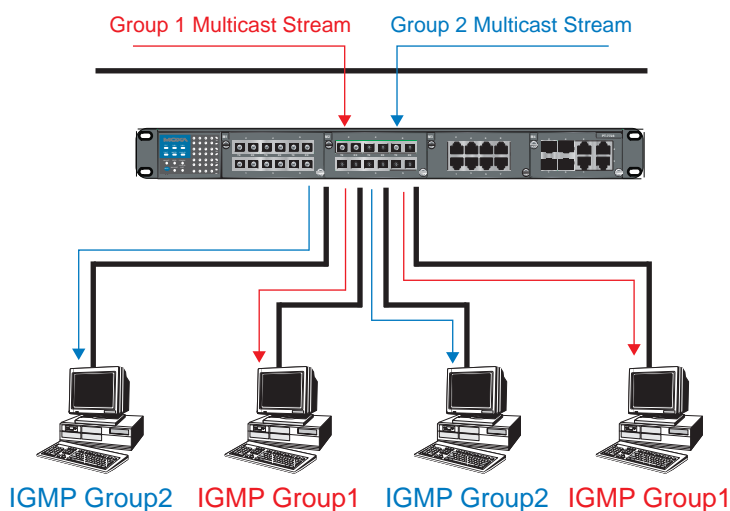 Group 1 Multicast Stream
Group 2 Multicast Stream
IGMP Group2
IGMP Group1
IGMP Group2
IGMP Group1